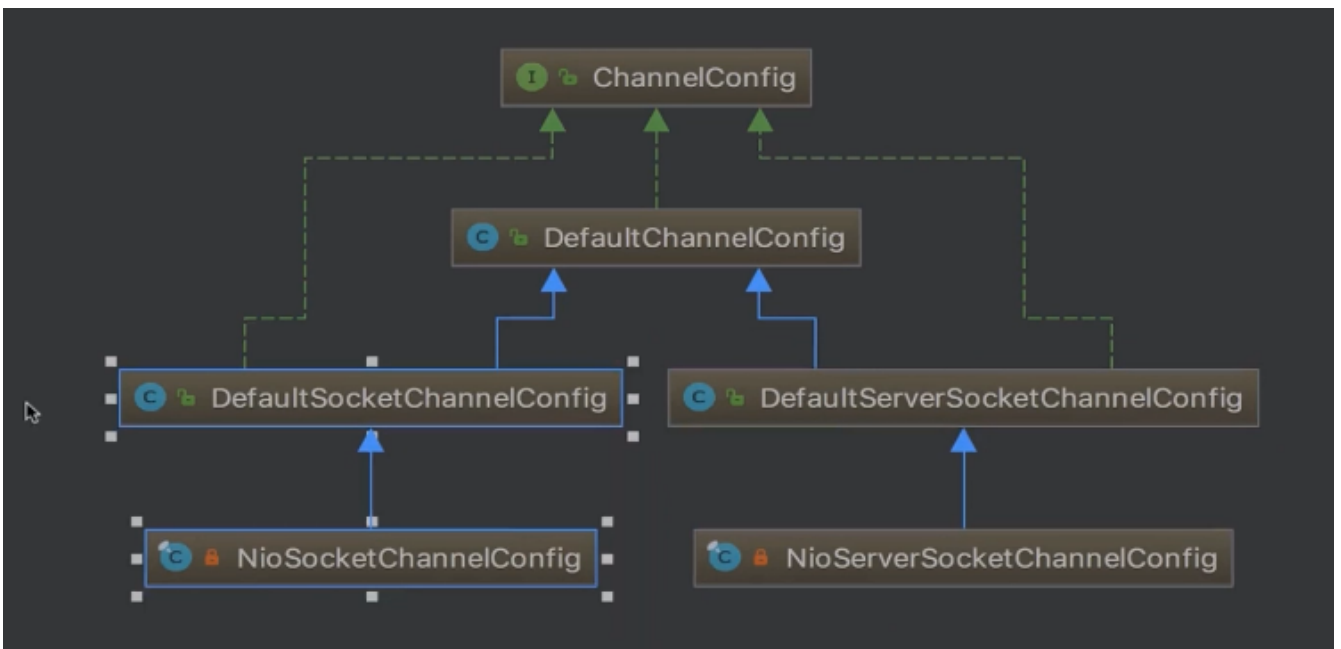 I ChannelConfig
C DefaultChannelConfig
C DefaultSocketChannelConfig
C DefaultServerSocketChannelConfig
C NioSocketChannelConfig
C NioServerSocketChannelConfig